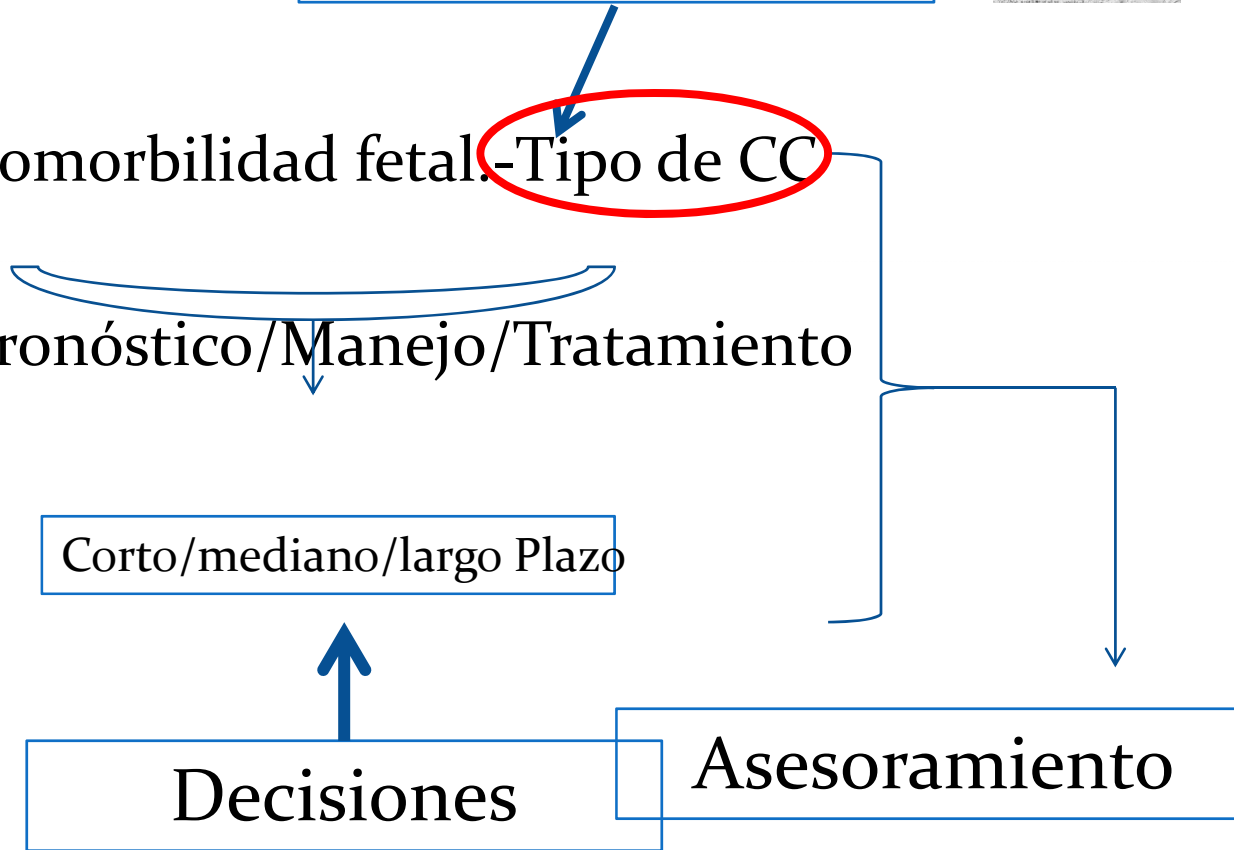 omorbilidad fetal.-Tipo de CC
ronóstico/Manejo/Tratamiento
Corto/mediano/largo Plazo
Asesoramiento
Decisiones